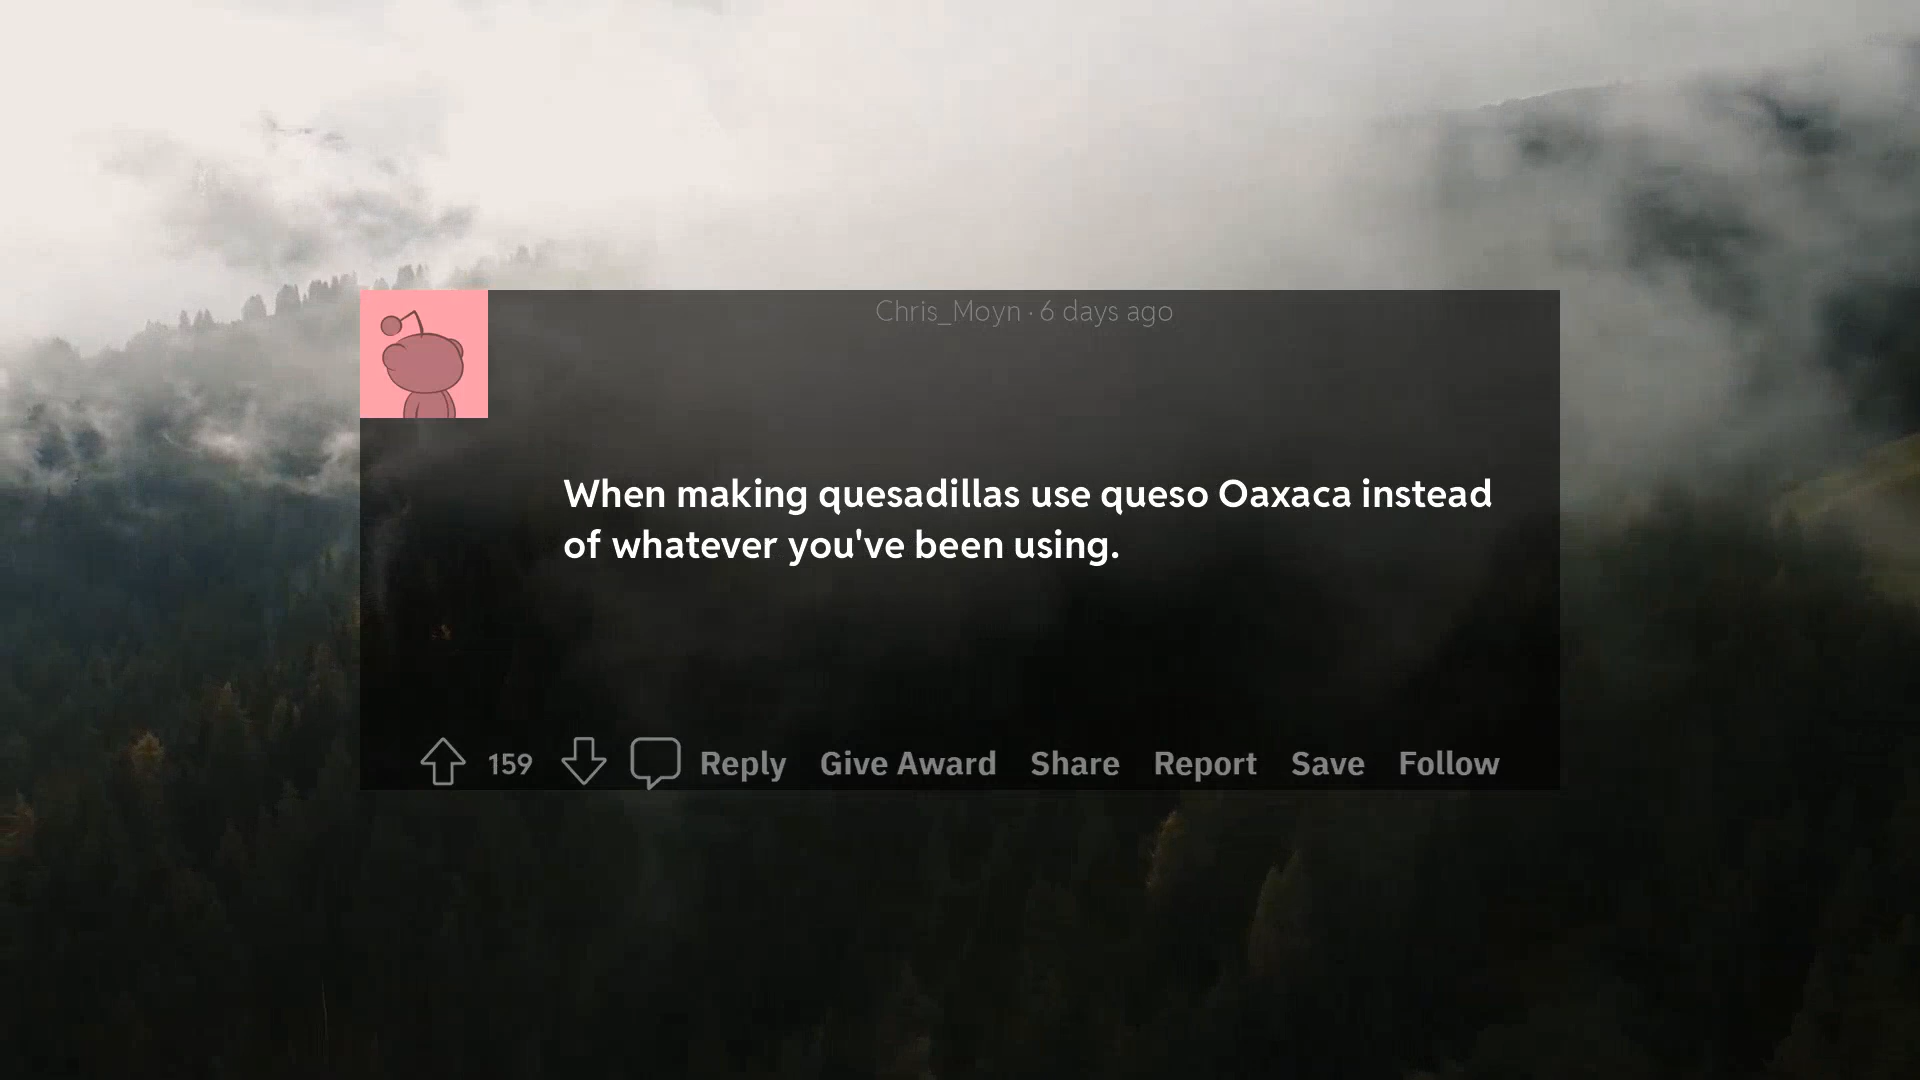 Chris_Moyn · 6 days ago
When making quesadillas use queso Oaxaca instead
of whatever you've been using.
159 Reply Give Award Share Report Save Follow